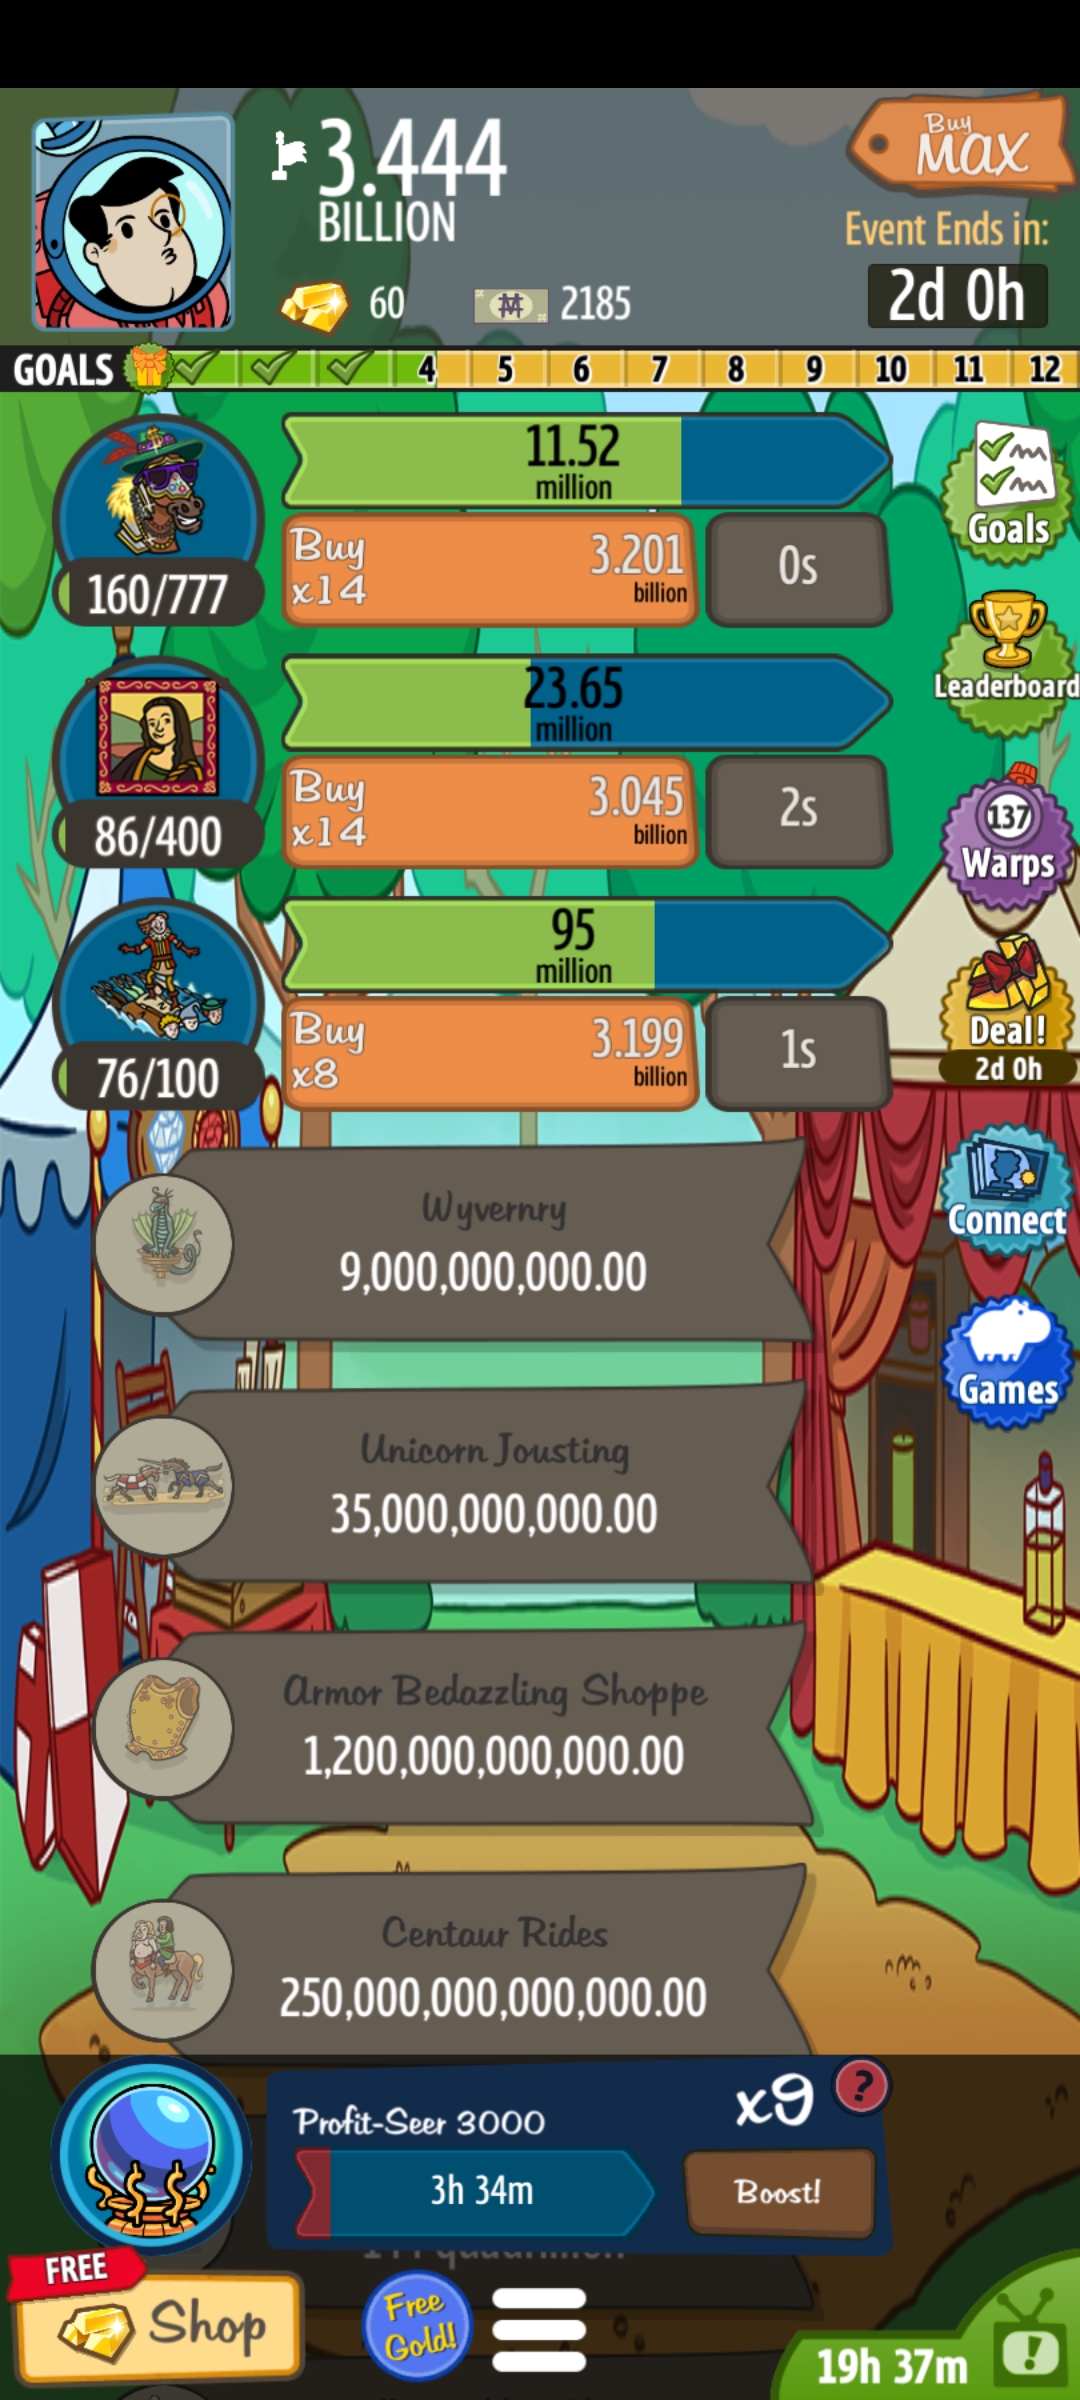 3.444
BILLION
Buy
MAX
Event Ends in:
2d 0h
60
2185
GOALS 4 5 6 7 8 9 10 11 12
11.52
million
Buy
x14
3.201
billion
0s
160/777
Goals
23.65
million
Buy
x14
3.045
billion
2s
86/400
Leaderboard
137
Warps
95
million
Buy
x8
3.199
billion
1s
76/100
Deal!
2d 0h
Wyvernry
9,000,000,000.00
Connect
Unicorn Jousting
35,000,000,000.00
Games
Armor Bedazzling Shoppe
1,200,000,000,000.00
Centaur Rides
250,000,000,000,000.00
Profit-Seer 3000
x9
?
3h 34m
Boost!
FREE
Shop
Free
Gold!
19h 37m
!